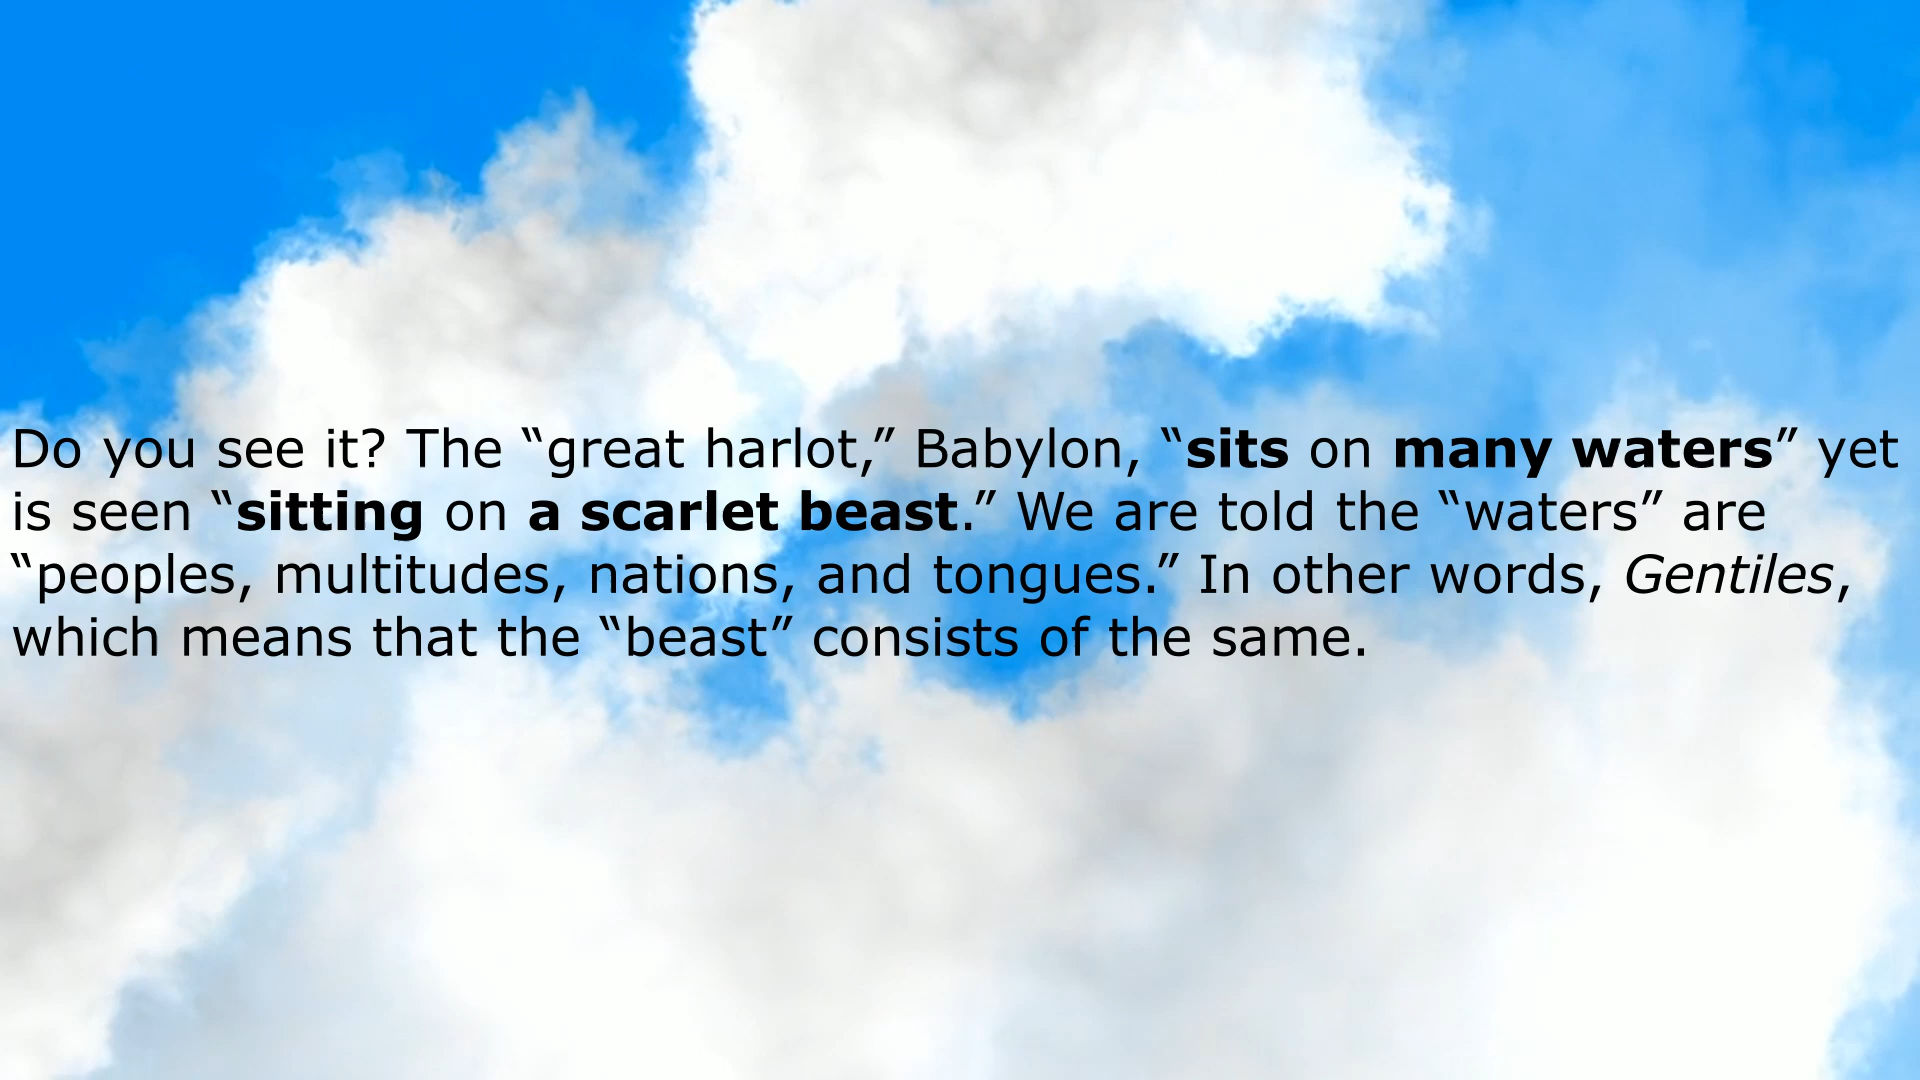 Do you see it? The “great harlot,” Babylon, “sits on many waters” yet
is seen “sitting on a scarlet beast.” We are told the “waters” are
“peoples, multitudes, nations, and tongues.” In other words, Gentiles,
which means that the “beast” consists of the same.